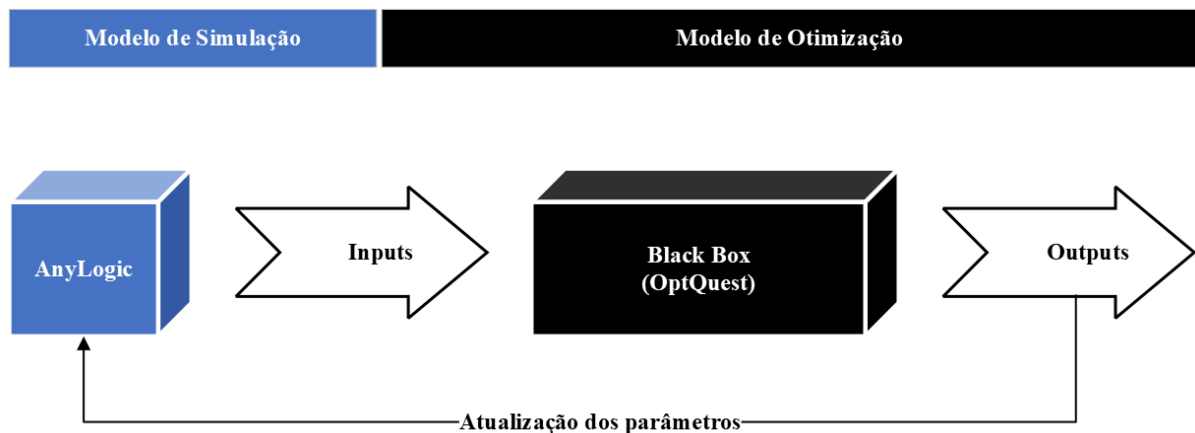 Modelo de Simulação
Modelo de Otimização
AnyLogic
Inputs
Black Box
(OptQuest)
Outputs
Atualização dos parâmetros